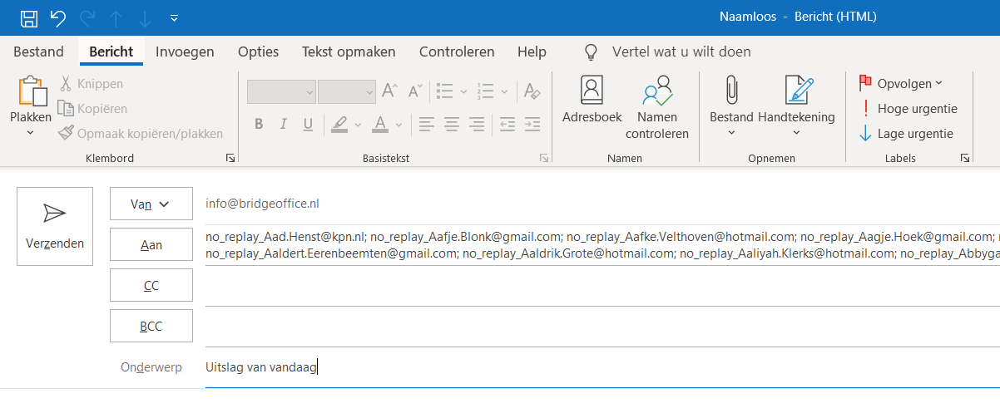 Naamloos - Bericht (HTML)
Bestand Bericht Invoegen Opties Tekst opmaken Controleren Help Vertel wat u wilt doen
Plakken
Knippen
Kopiëren
Opmaak kopiëren/plakken
Klembord
B I U A
Basistekst
Adresboek
Namen controleren
Namen
Bestand
Handtekening
Opnemen
Opvolgen
Hoge urgentie
Lage urgentie
Labels
Verzenden
Van info@bridgeoffice.nl
Aan no_replay_Aad.Henst@kpn.nl; no_replay_Aafje.Blonk@gmail.com; no_replay_Aafke.Velthoven@hotmail.com; no_replay_Aagje.Hoek@gmail.com;
no_replay_Aaldert.Eerenbeemten@gmail.com; no_replay_Aaldrik.Grote@hotmail.com; no_replay_Aaliyah.Klerks@hotmail.com; no_replay_Abbyga
CC
BCC
Onderwerp Uitslag van vandaag